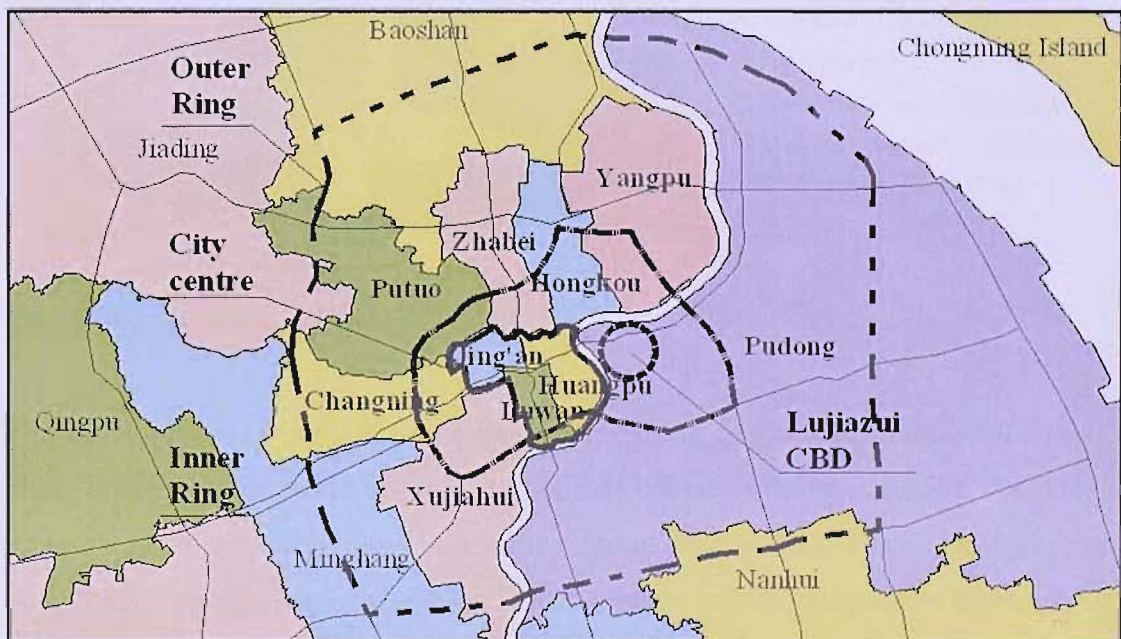 Baoshan
Chongming Island
Outer
Ring
Jiading
Yangpu
City
centre
Zhabei
Putuo
Hongkou
Jing'an
Pudong
Changning
Huangpu
Luwan
Qingpu
Lujiazui
CBD
Inner
Ring
Xujiahui
Minghang
Nanhui